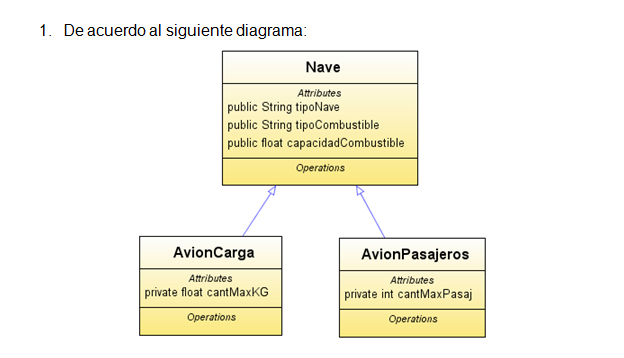 1. De acuerdo al siguiente diagrama:
Nave
Attributes
public String tipoNave
public String tipoCombustible
public float capacidadCombustible
Operations
AvionCarga
Attributes
private float cantMaxKG
Operations
AvionPasajeros
Attributes
private int cantMaxPasaj
Operations